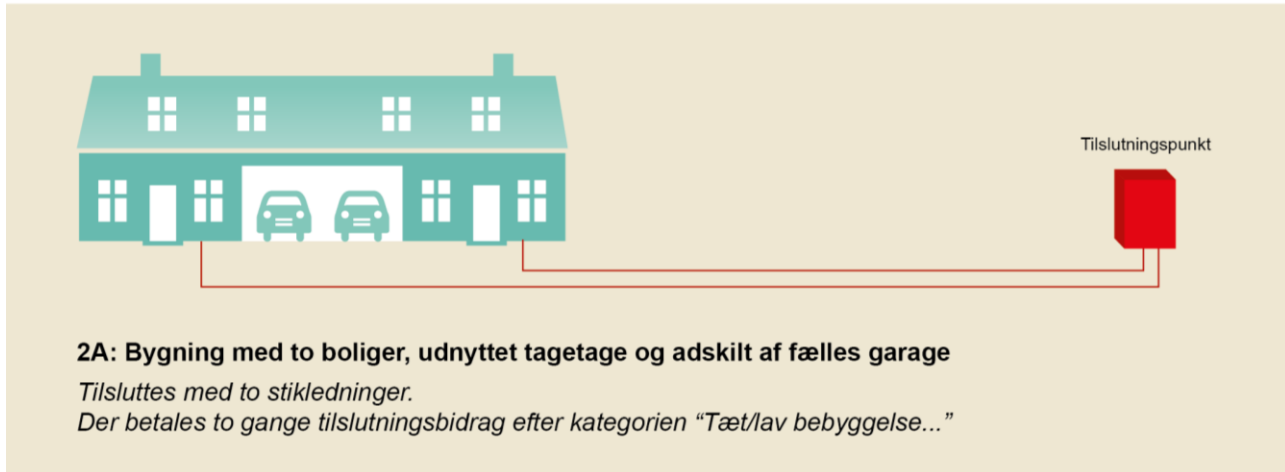 Tilslutningspunkt
2A: Bygning med to boliger, udnyttet tagetage og adskilt af fælles garage
Tilsluttes med to stikledninger.
Der betales to gange tilslutningsbidrag efter kategorien “Tæt/lav bebyggelse...”